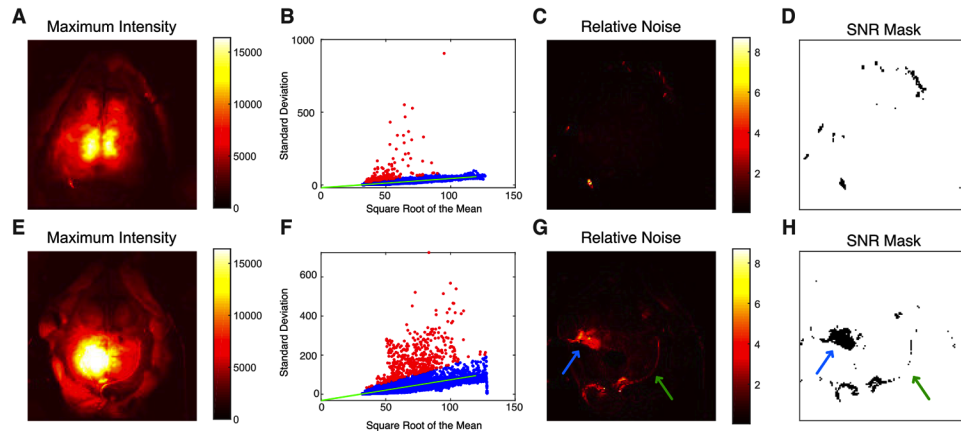 A
Maximum Intensity
15000
10000
5000
0
B
1000
500
0
0
50
100
150
Standard Deviation
Square Root of the Mean
C
Relative Noise
8
6
4
2
D
SNR Mask
E
Maximum Intensity
15000
10000
5000
0
F
600
400
200
0
0
50
100
150
Standard Deviation
Square Root of the Mean
G
Relative Noise
8
6
4
2
H
SNR Mask